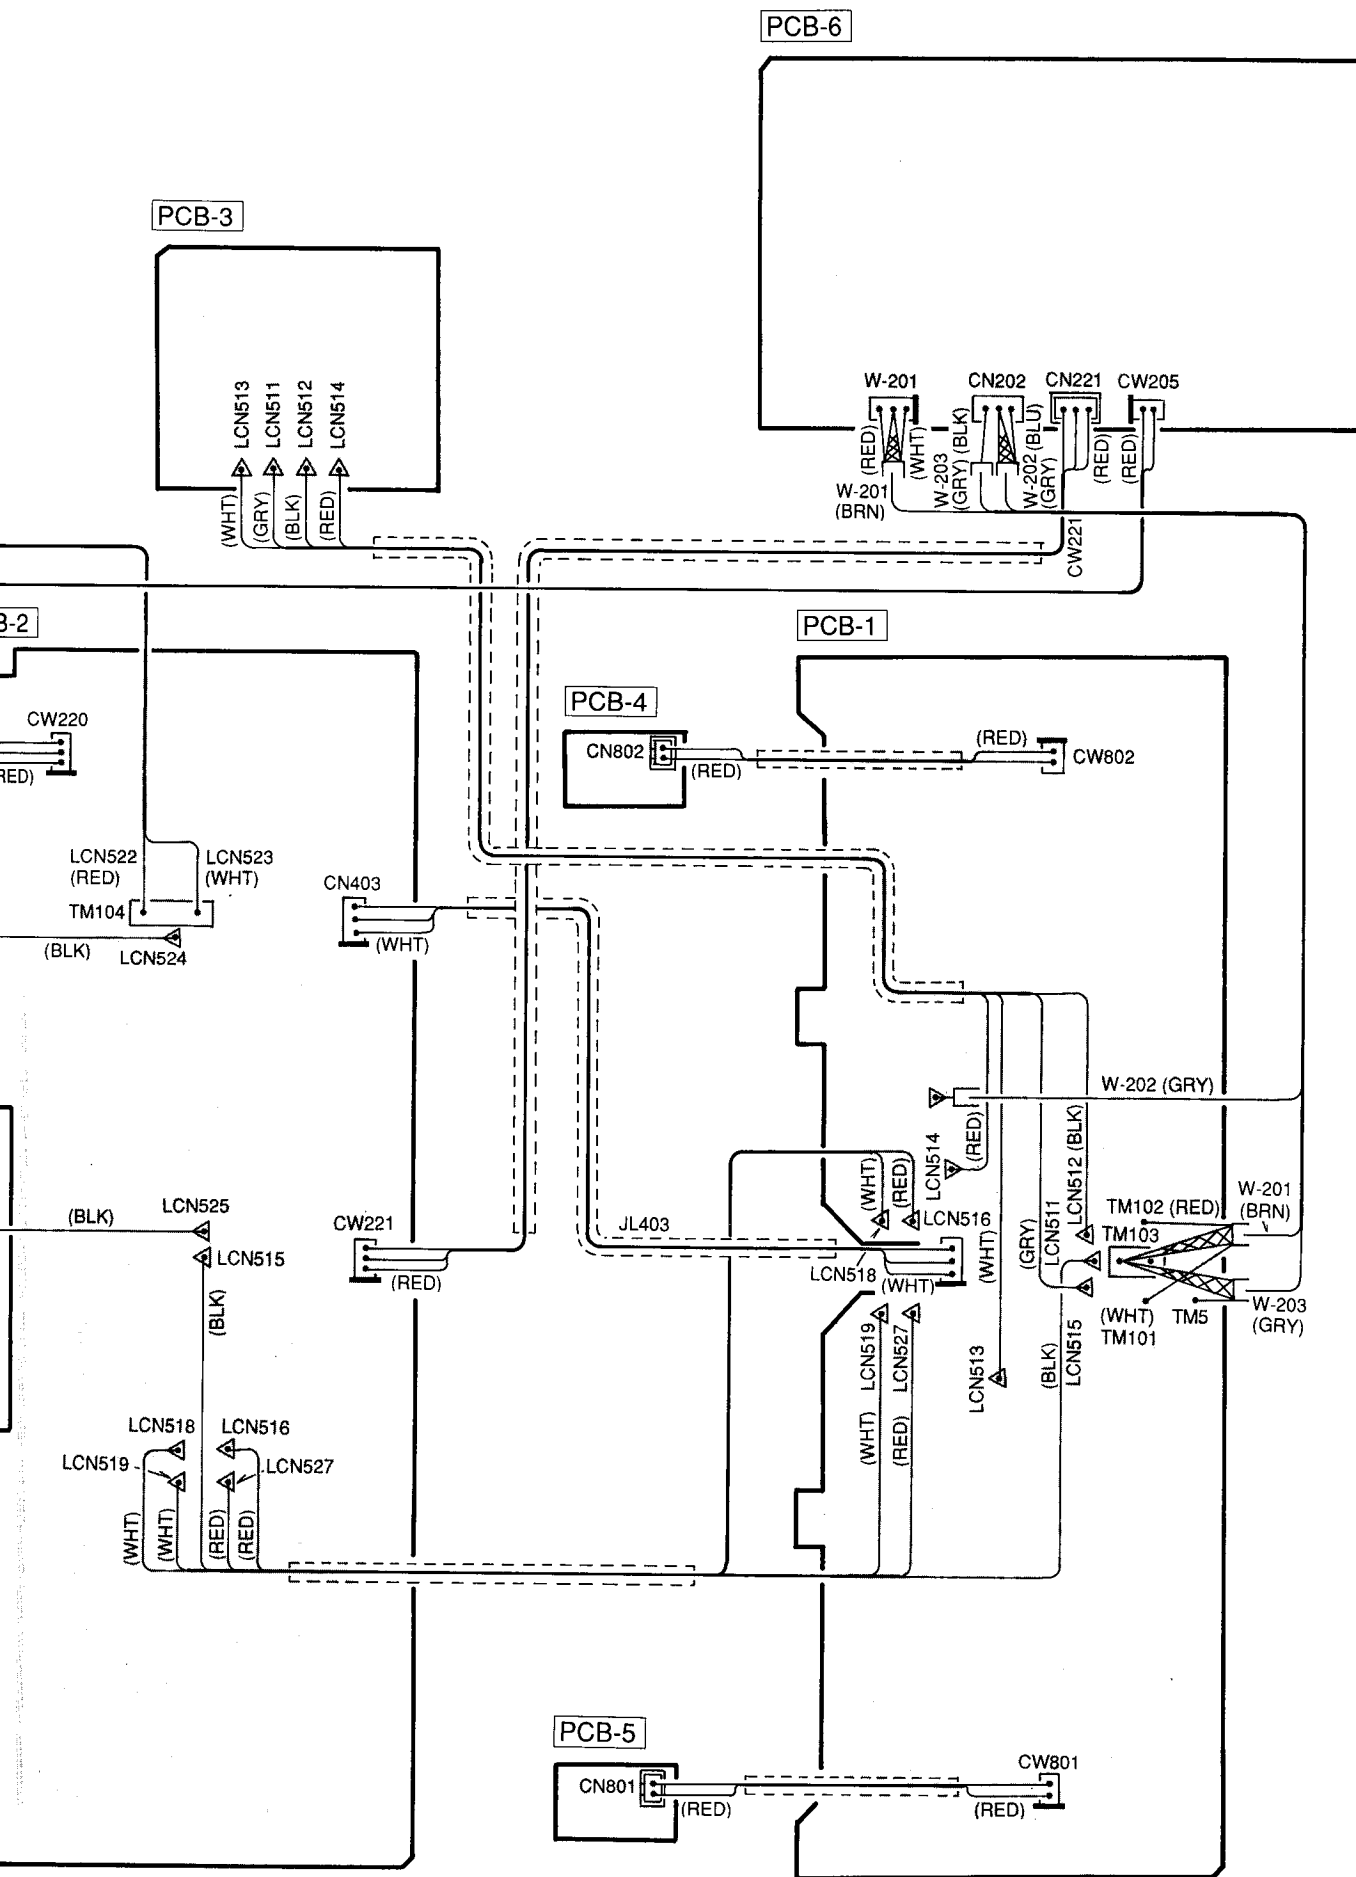 PCB-6
PCB-3
W-201
CN202
CN221
CW205
LCN513
LCN511
LCN512
LCN514
(RED)
(WHT)
(BLK)
(BLU)
(RED)
(RED)
W-203
(GRY)
W-202
(GRY)
W-201
(BRN)
CW221
(WHT)
(GRY)
(BLK)
(RED)
B-2
PCB-1
PCB-4
CW220
RED)
CN802
(RED)
(RED)
CW802
LCN522
(RED)
LCN523
(WHT)
TM104
(BLK)
LCN524
CN403
(WHT)
W-202 (GRY)
LCN514
(RED)
LCN512 (BLK)
LCN511
(GRY)
(WHT)
(WHT)
(RED)
LCN516
LCN518
(WHT)
TM102 (RED)
TM103
W-201
(BRN)
W-203
(GRY)
(WHT)
TM101
TM5
(BLK)
LCN525
LCN515
(BLK)
CW221
(RED)
JL403
LCN519
LCN527
(WHT)
(RED)
LCN513
(BLK)
LCN515
LCN518
LCN516
LCN519
LCN527
(WHT)
(WHT)
(RED)
(RED)
PCB-5
CN801
(RED)
(RED)
CW801